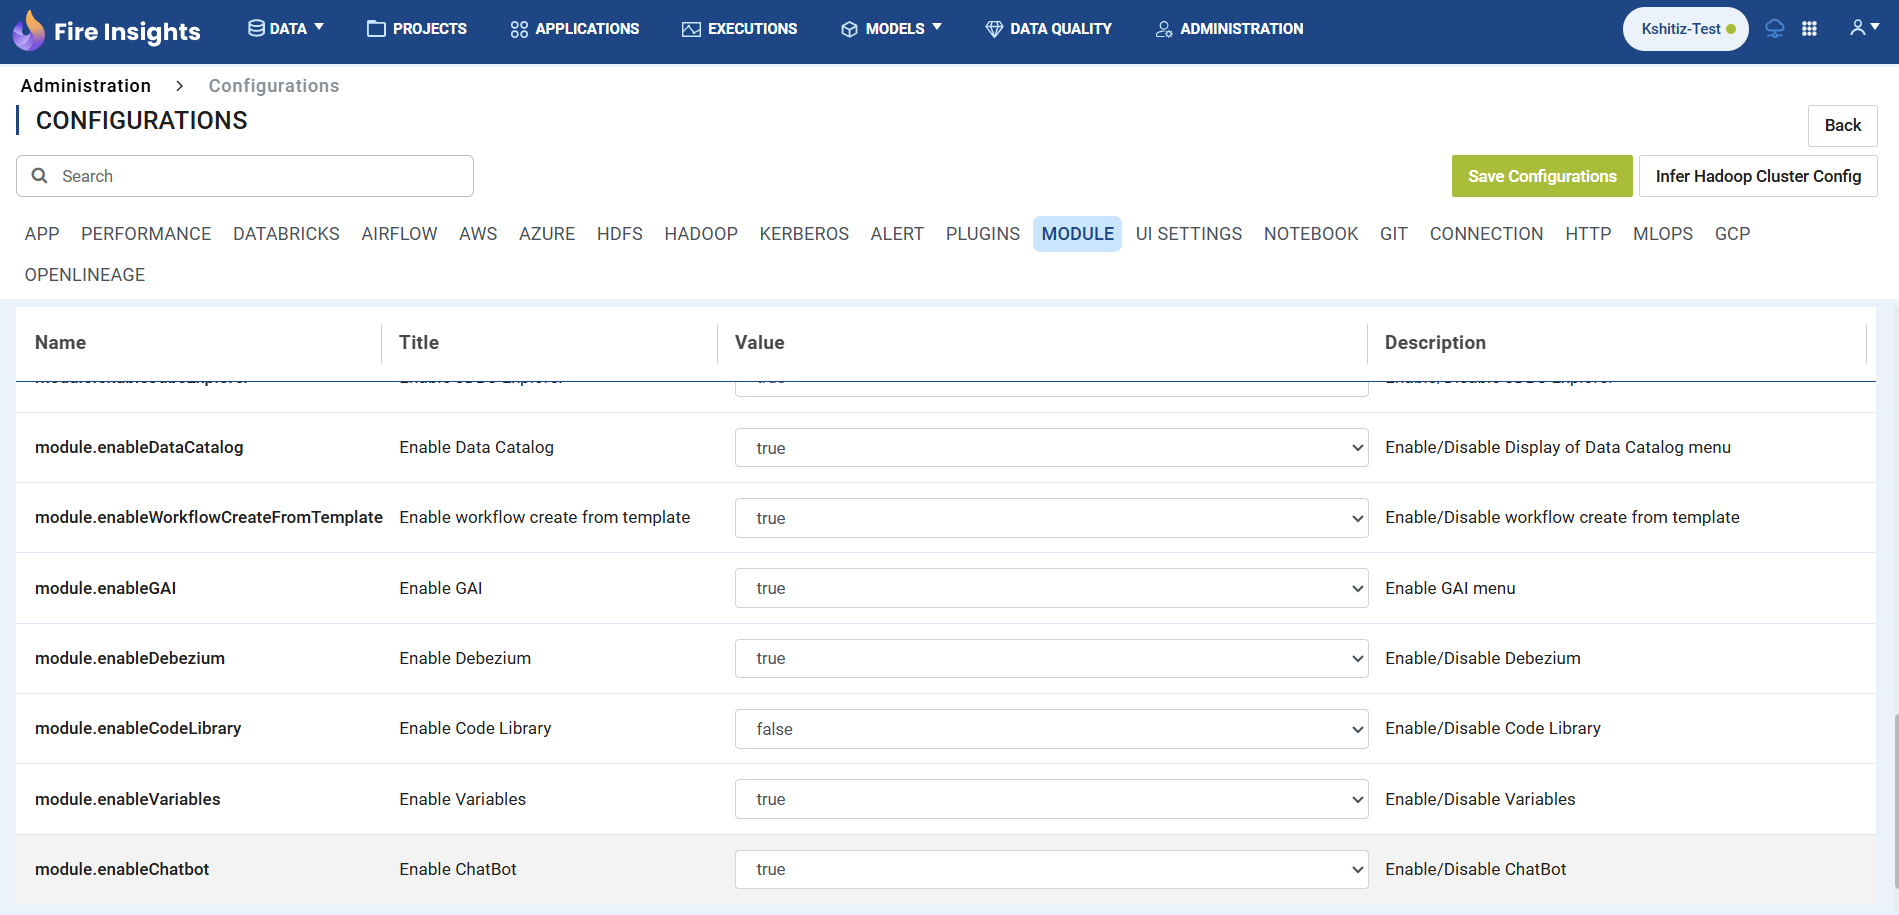 Fire Insights
DATA PROJECTS APPLICATIONS EXECUTIONS MODELS DATA QUALITY ADMINISTRATION Kshitiz-Test
Administration > Configurations
CONFIGURATIONS
Back
Search
Save Configurations Infer Hadoop Cluster Config
APP PERFORMANCE DATABRICKS AIRFLOW AWS AZURE HDFS HADOOP KERBEROS ALERT PLUGINS MODULE UI SETTINGS NOTEBOOK GIT CONNECTION HTTP MLOPS GCP
OPENLINEAGE
Name Title Value Description
module.enableDataCatalog Enable Data Catalog true Enable/Disable Display of Data Catalog menu
module.enableWorkflowCreateFromTemplate Enable workflow create from template true Enable/Disable workflow create from template
module.enableGAI Enable GAI true Enable GAI menu
module.enableDebezium Enable Debezium true Enable/Disable Debezium
module.enableCodeLibrary Enable Code Library false Enable/Disable Code Library
module.enableVariables Enable Variables true Enable/Disable Variables
module.enableChatbot Enable ChatBot true Enable/Disable ChatBot